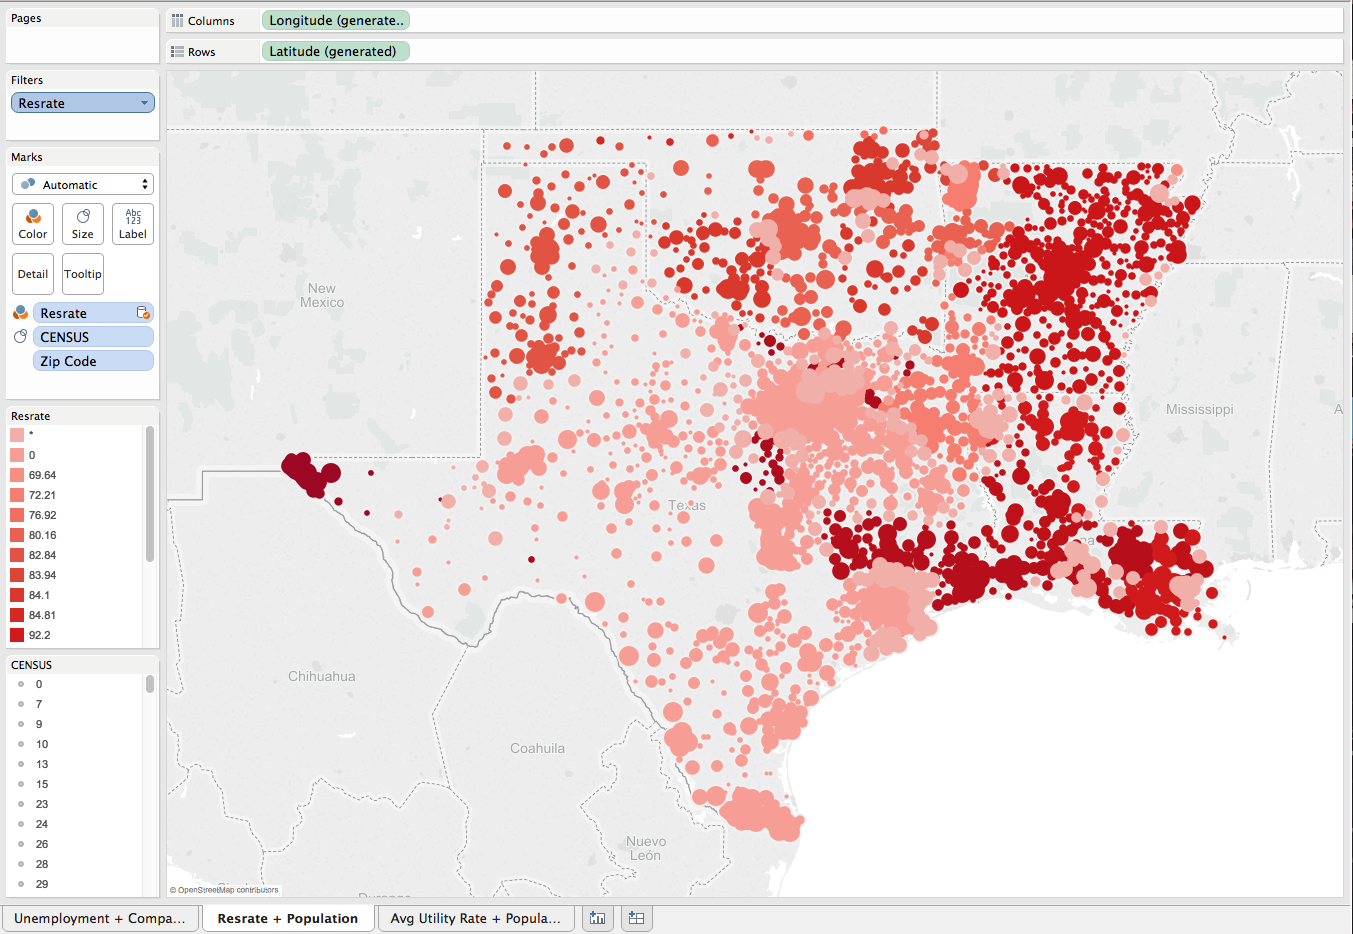 Pages
Columns
Longitude (generate..
Rows
Latitude (generated)
Filters
Resrate
Marks
Automatic
Color
Size
Abc
123
Label
Detail
Tooltip
Resrate
CENSUS
Zip Code
Resrate
*
0
69.64
72.21
76.92
80.16
82.84
83.94
84.1
84.81
92.2
CENSUS
0
7
9
10
13
15
23
24
26
28
29
New
Mexico
Mississippi
A
Texas
na
Chihuahua
Coahuila
Nuevo
León
© OpenStreetMap contributors
Unemployment + Compa...
Resrate + Population
Avg Utility Rate + Popula...